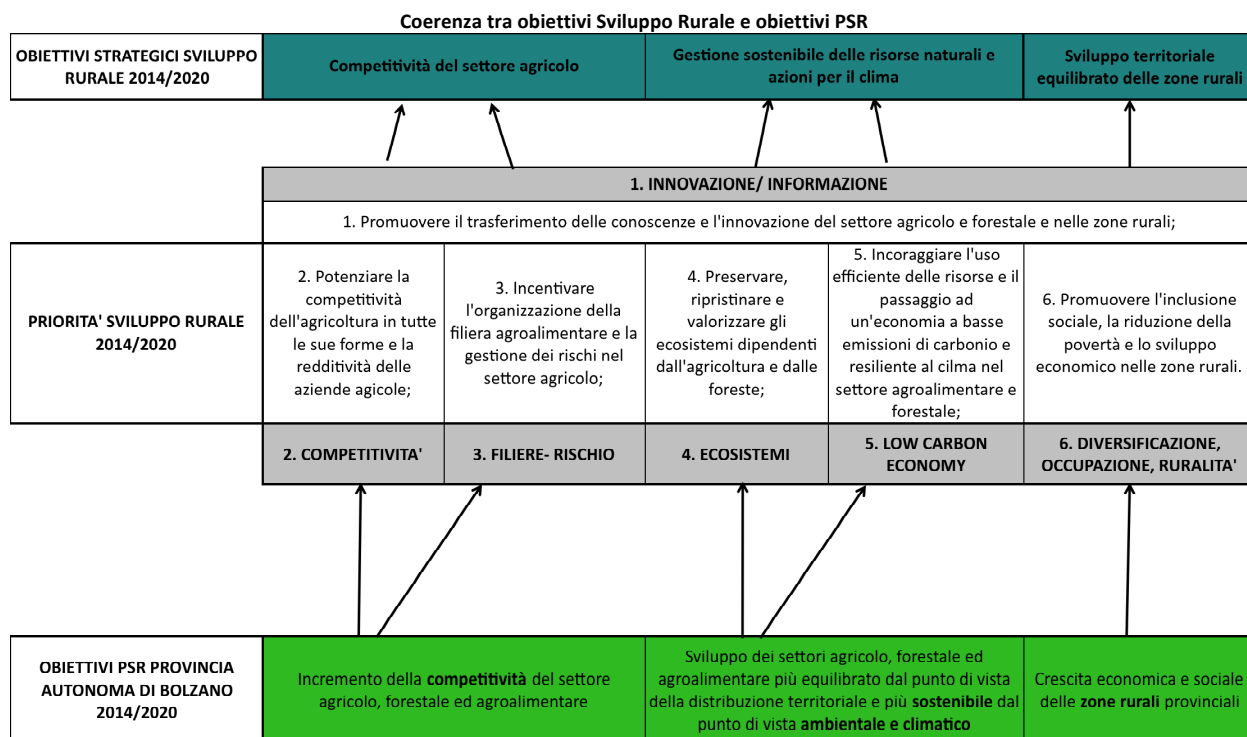 Coerenza tra obiettivi Sviluppo Rurale e obiettivi PSR
OBIETTIVI STRATEGICI SVILUPPO
RURALE 2014/2020
Competitività del settore agricolo
Gestione sostenibile delle risorse naturali e
azioni per il clima
Sviluppo territoriale
equilibrato delle zone rurali
1. INNOVAZIONE/ INFORMAZIONE
1. Promuovere il trasferimento delle conoscenze e l'innovazione del settore agricolo e forestale e nelle zone rurali;
PRIORITA' SVILUPPO RURALE
2014/2020
2. Potenziare la
competitività
dell'agricoltura in tutte
le sue forme e la
redditività delle
aziende agicole;
3. Incentivare
l'organizzazione della
filiera agroalimentare e la
gestione dei rischi nel
settore agricolo;
4. Preservare,
ripristinare e
valorizzare gli
ecosistemi dipendenti
dall'agricoltura e dalle
foreste;
5. Incoraggiare l'uso
efficiente delle risorse e il
passaggio ad
un'economia a basse
emissioni di carbonio e
resiliente al cilma nel
settore agroalimentare e
forestale;
6. Promuovere l'inclusione
sociale, la riduzione della
povertà e lo sviluppo
economico nelle zone rurali.
2. COMPETITIVITA'
3. FILIERE- RISCHIO
4. ECOSISTEMI
5. LOW CARBON
ECONOMY
6. DIVERSIFICAZIONE,
OCCUPAZIONE, RURALITA'
OBIETTIVI PSR PROVINCIA
AUTONOMA DI BOLZANO
2014/2020
Incremento della competitività del settore
agricolo, forestale ed agroalimentare
Sviluppo dei settori agricolo, forestale ed
agroalimentare più equilibrato dal punto di vista
della distribuzione territoriale e più sostenibile dal
punto di vista ambientale e climatico
Crescita economica e sociale
delle zone rurali provinciali